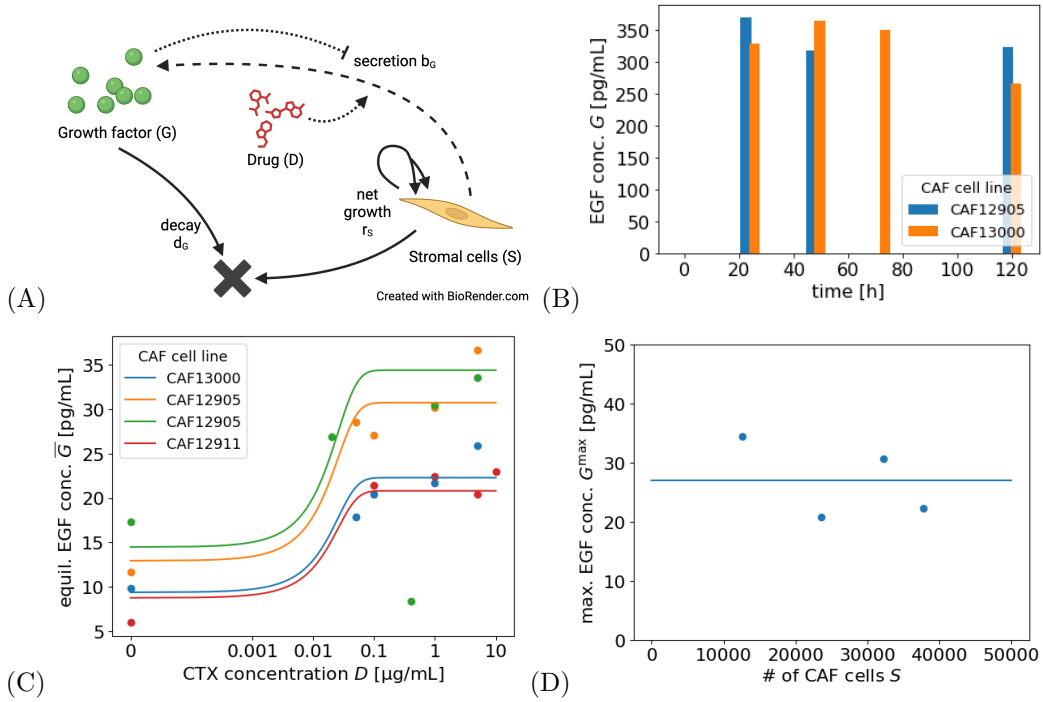 secretion bG
Growth factor (G)
Drug (D)
decay
dG
net
growth
rS
Stromal cells (S)
Created with BioRender.com
(A)
EGF conc. G [pg/mL]
350
300
250
200
150
100
50
0
CAF cell line
CAF12905
CAF13000
0 20 40 60 80 100 120
time [h]
(B)
equil. EGF conc. G̅ [pg/mL]
35
30
25
20
15
10
5
CAF cell line
CAF13000
CAF12905
CAF12905
CAF12911
0 0.001 0.01 0.1 1 10
CTX concentration D [µg/mL]
(C)
max. EGF conc. Gmax [pg/mL]
50
40
30
20
10
0
0 10000 20000 30000 40000 50000
# of CAF cells S
(D)